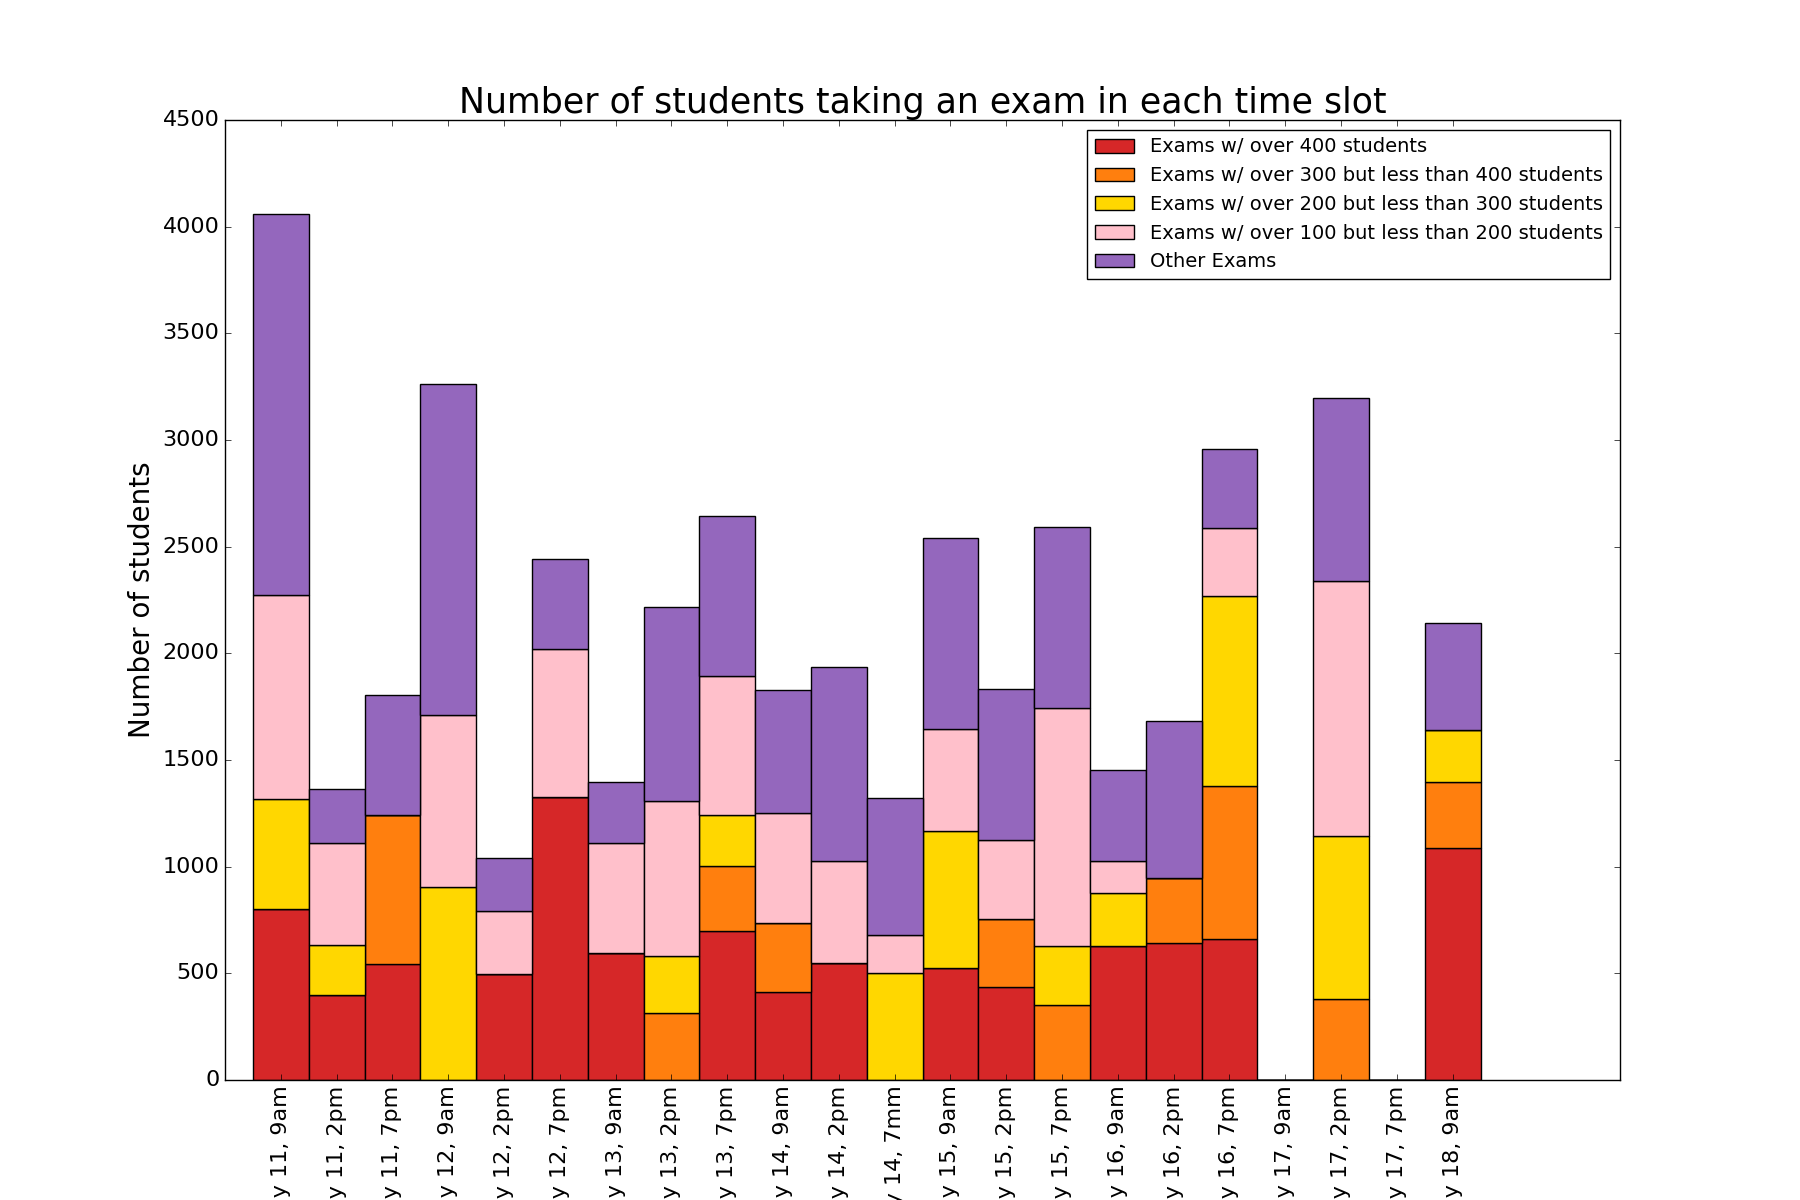 Number of students taking an exam in each time slot
4500
4000
3500
3000
2500
2000
1500
1000
500
0
Number of students
Exams w/ over 400 students
Exams w/ over 300 but less than 400 students
Exams w/ over 200 but less than 300 students
Exams w/ over 100 but less than 200 students
Other Exams
y 11, 9am
y 11, 2pm
y 11, 7pm
y 12, 9am
y 12, 2pm
y 12, 7pm
y 13, 9am
y 13, 2pm
y 13, 7pm
y 14, 9am
y 14, 2pm
y 14, 7mm
y 15, 9am
y 15, 2pm
y 15, 7pm
y 16, 9am
y 16, 2pm
y 16, 7pm
y 17, 9am
y 17, 2pm
y 17, 7pm
y 18, 9am